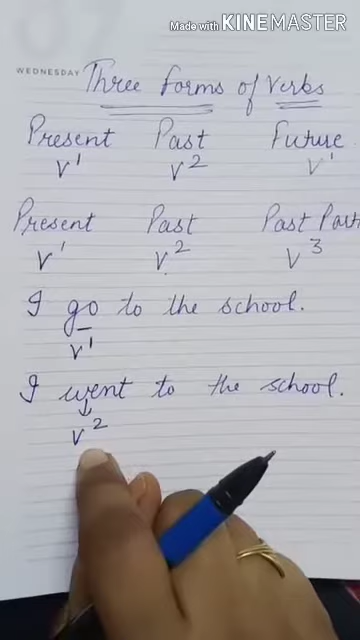 Made with KINEMASTER
WEDNESDAY Three forms of Verbs
Present Past Future
V¹ V² V¹
Present Past Past Part
V¹ V² V³
I go to the school.
V¹
I went to the school.
↓
V²